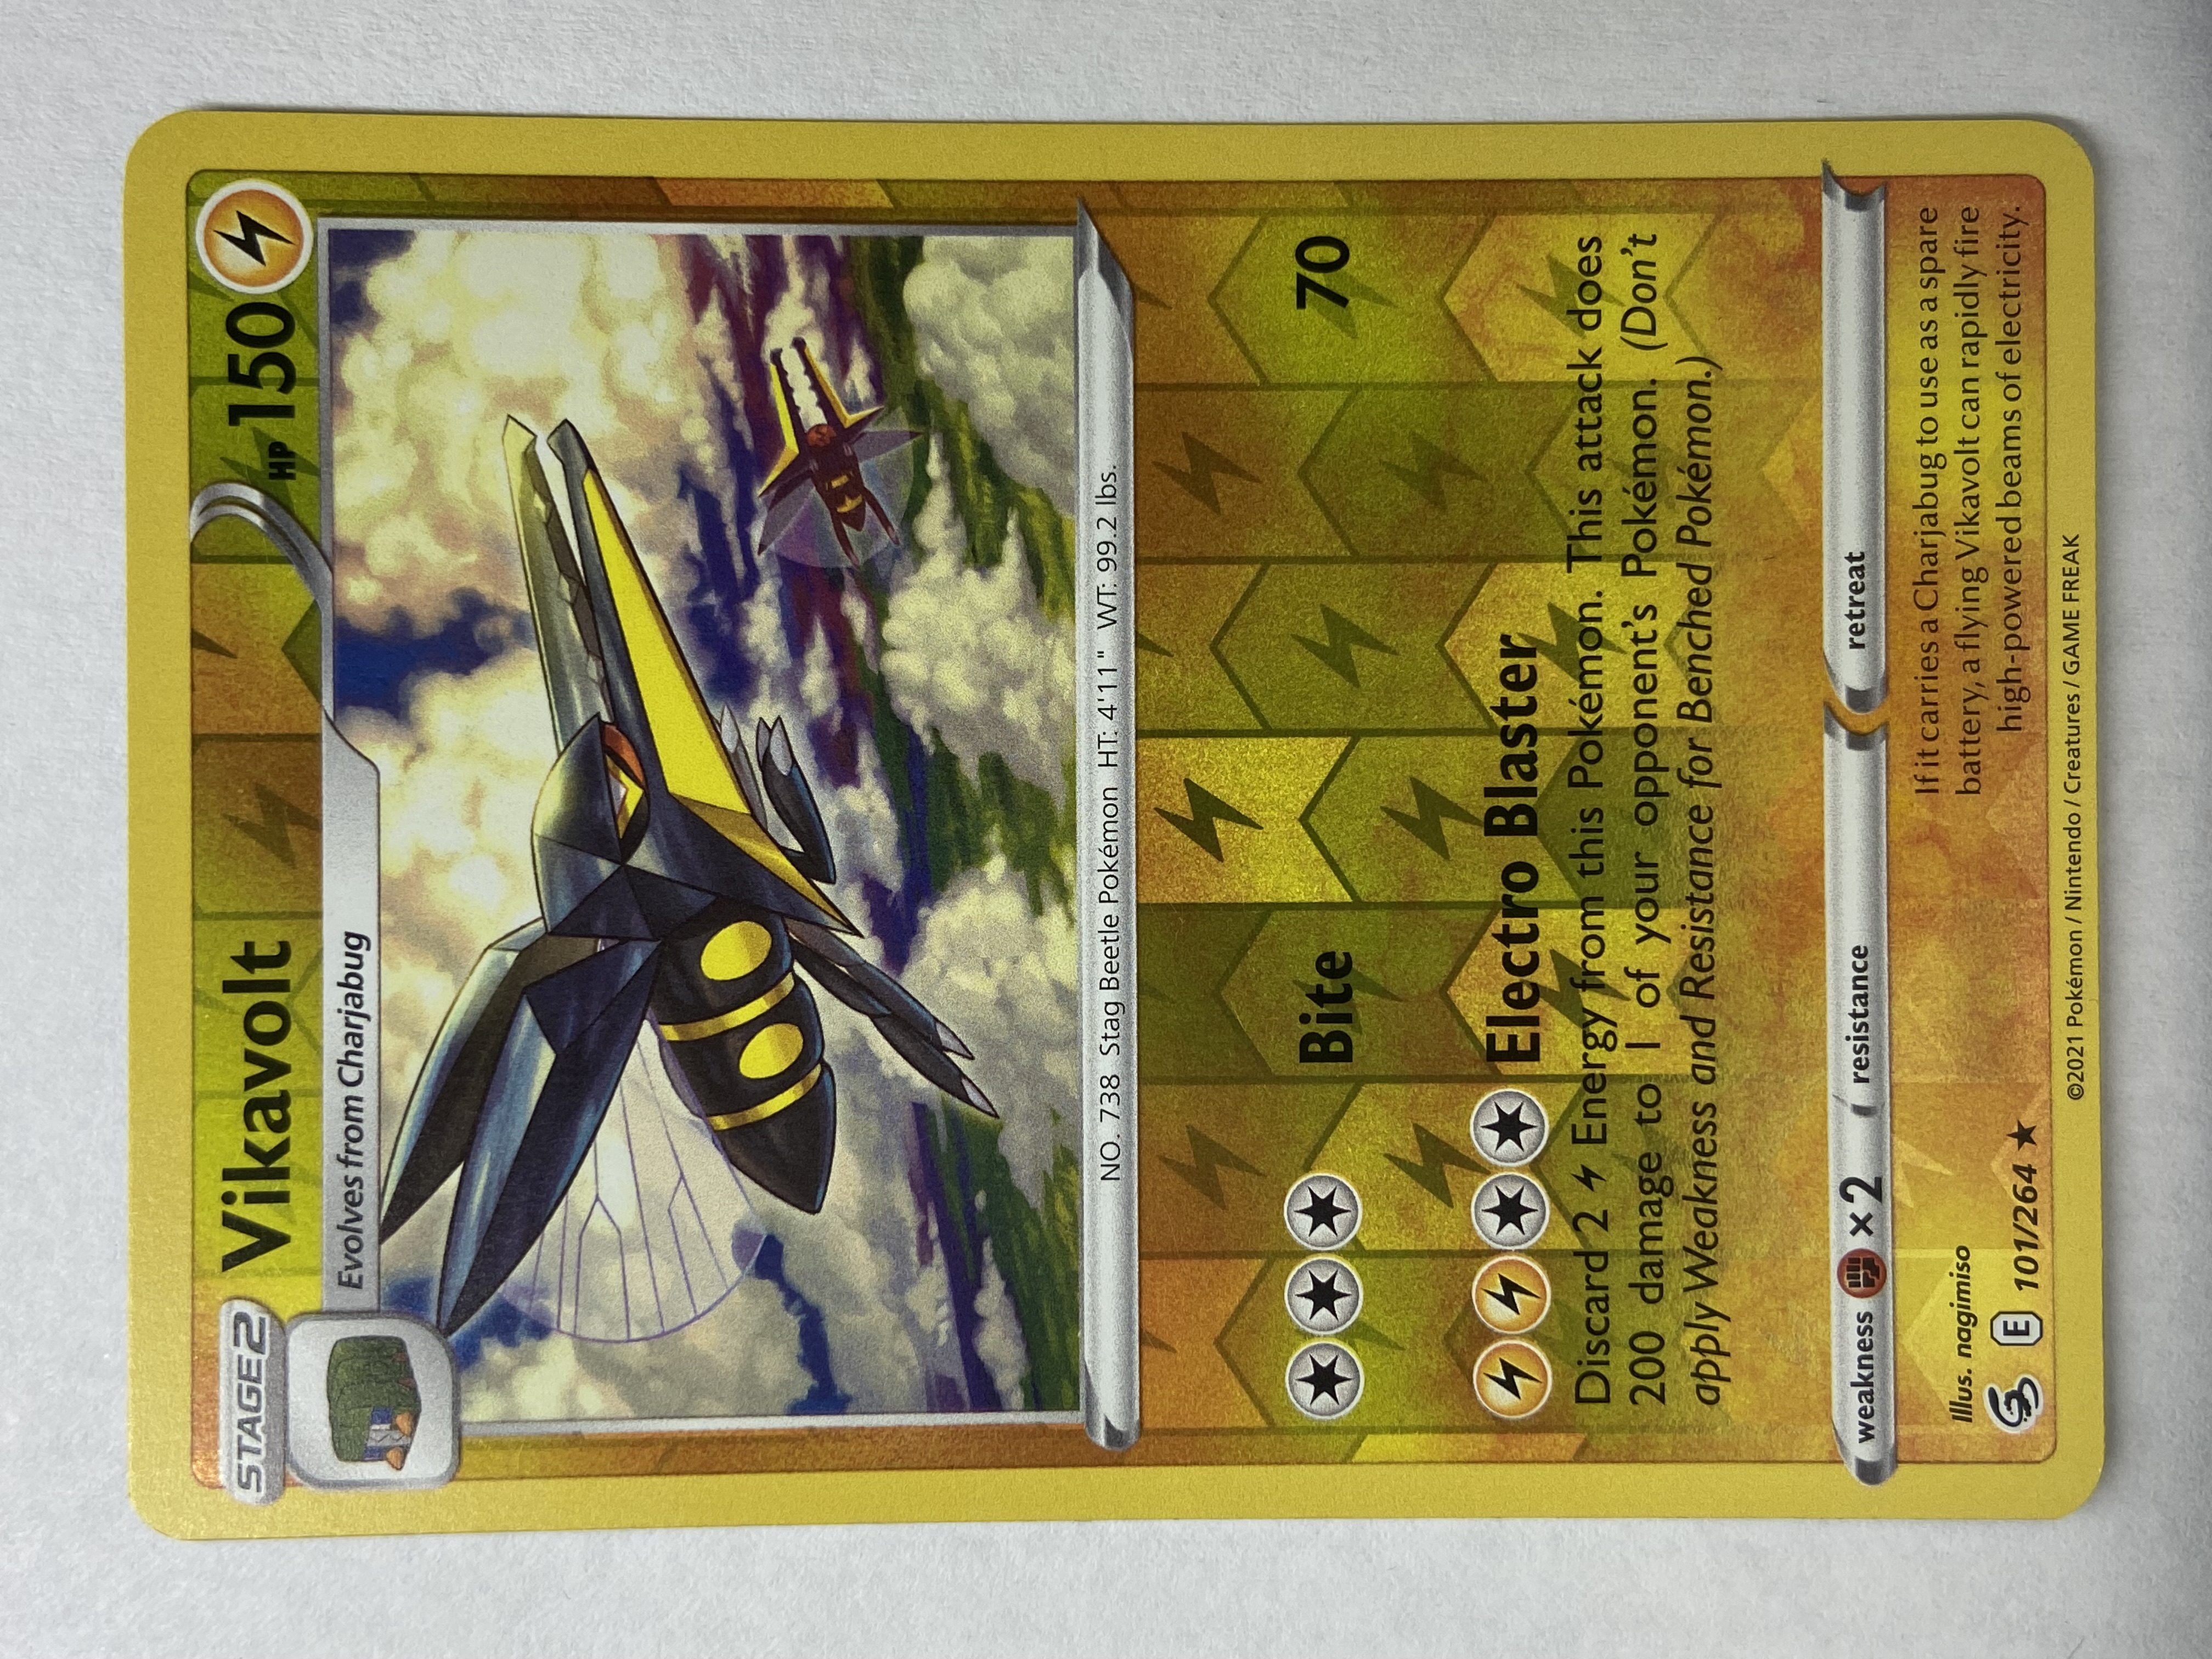 STAGE 2 Vikavolt HP 150
Evolves from Charjabug
NO. 738 Stag Beetle Pokémon HT: 4'11" WT: 99.2 lbs.
Bite 70
Electro Blaster
Discard 2 Energy from this Pokémon. This attack does
200 damage to 1 of your opponent's Pokémon. (Don't
apply Weakness and Resistance for Benched Pokémon.)
weakness ×2 resistance retreat
If it carries a Charjabug to use as a spare
battery, a flying Vikavolt can rapidly fire
high-powered beams of electricity.
Illus. nagimiso
E 101/264 ★
©2021 Pokémon / Nintendo / Creatures / GAME FREAK